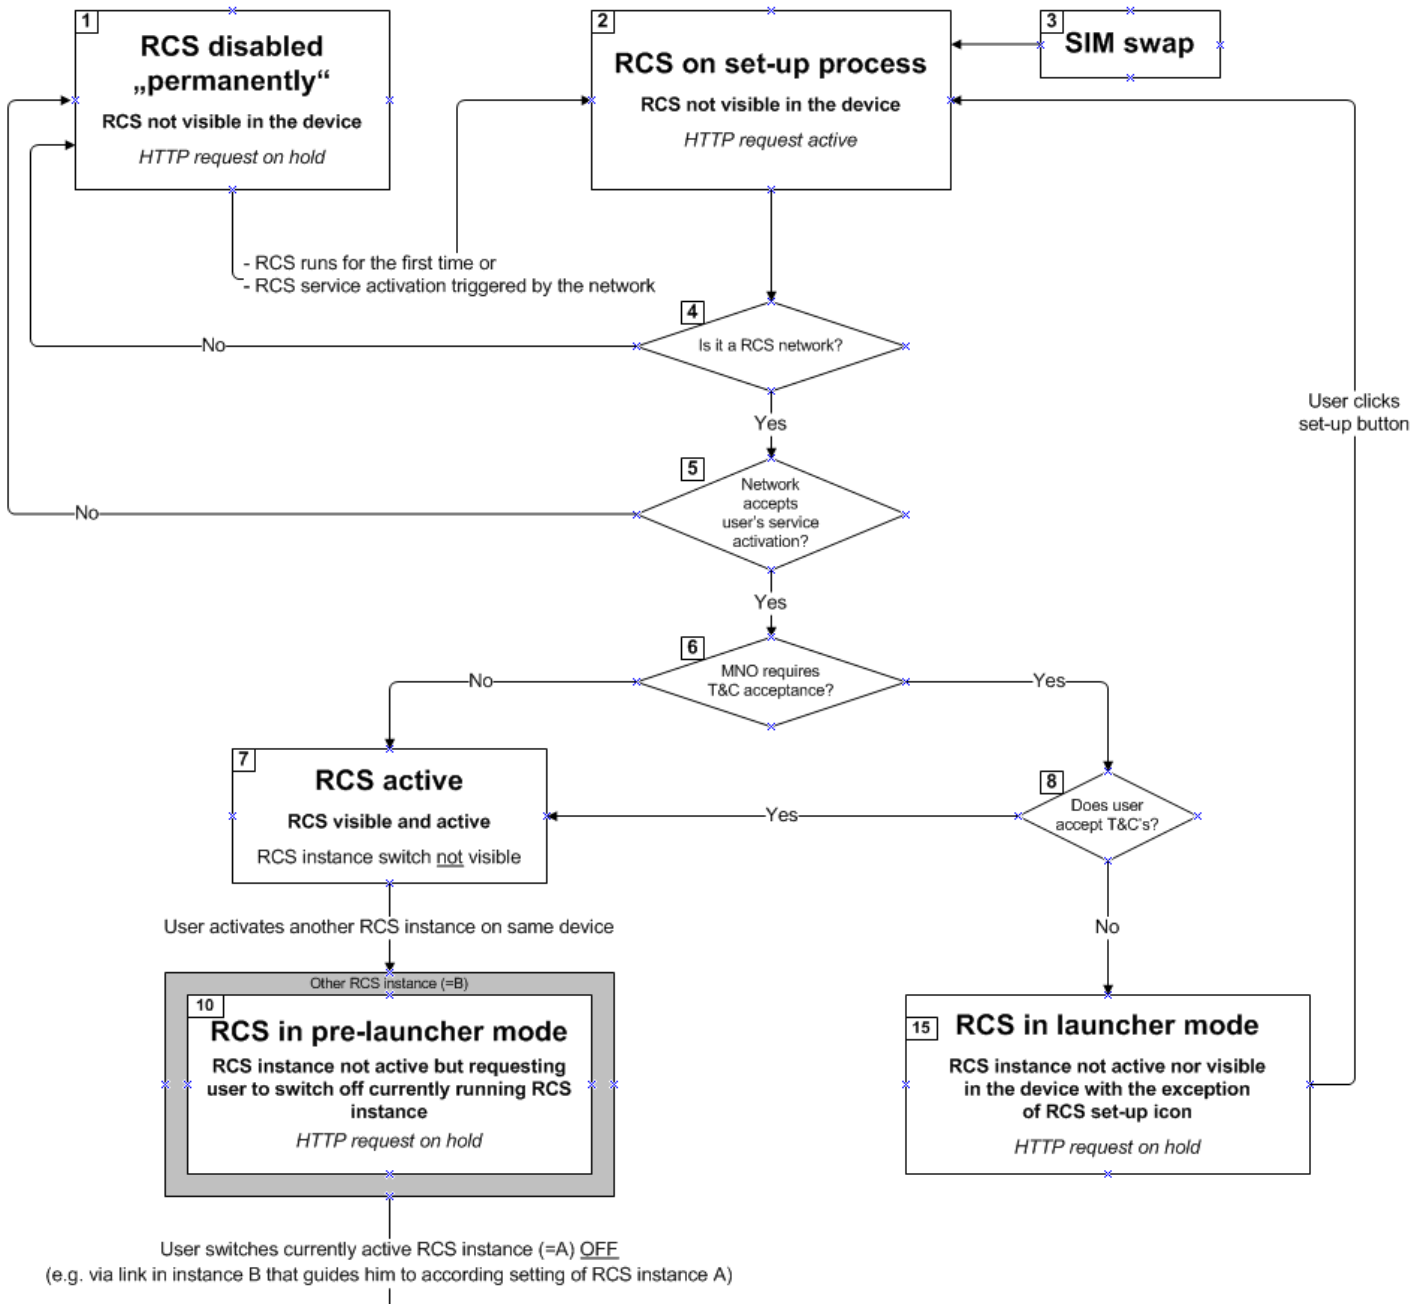 1
RCS disabled
„permanently“
RCS not visible in the device
HTTP request on hold
2
RCS on set-up process
RCS not visible in the device
HTTP request active
3
SIM swap
- RCS runs for the first time or
- RCS service activation triggered by the network
4
Is it a RCS network?
No
Yes
User clicks
set-up button
5
Network
accepts
user's service
activation?
No
Yes
6
MNO requires
T&C acceptance?
No
Yes
7
RCS active
RCS visible and active
RCS instance switch not visible
8
Does user
accept T&C's?
Yes
No
User activates another RCS instance on same device
Other RCS instance (=B)
10
RCS in pre-launcher mode
RCS instance not active but requesting
user to switch off currently running RCS
instance
HTTP request on hold
15
RCS in launcher mode
RCS instance not active nor visible
in the device with the exception
of RCS set-up icon
HTTP request on hold
User switches currently active RCS instance (=A) OFF
(e.g. via link in instance B that guides him to according setting of RCS instance A)